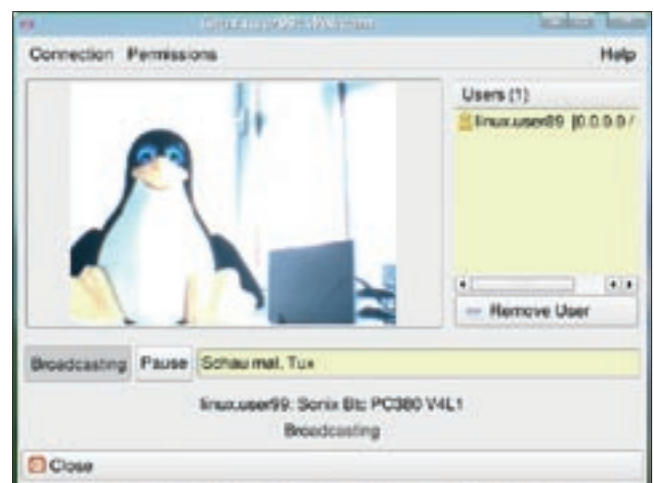 Connection Permissions Help
Users (1)
linux.user99
Remove User
Broadcasting Pause Schau mal, Tux
linux.user99: Sonix Btc PC380 V4L1
Broadcasting
Close